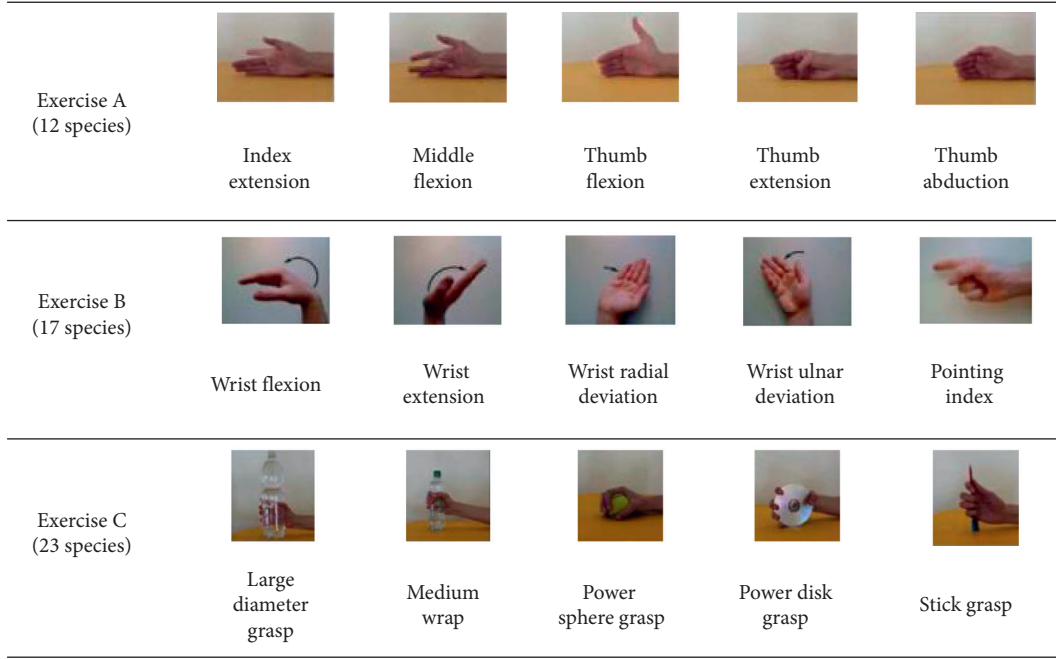 Exercise A
(12 species)
Index
extension
Middle
flexion
Thumb
flexion
Thumb
extension
Thumb
abduction
Exercise B
(17 species)
Wrist flexion
Wrist
extension
Wrist radial
deviation
Wrist ulnar
deviation
Pointing
index
Exercise C
(23 species)
Large
diameter
grasp
Medium
wrap
Power
sphere grasp
Power disk
grasp
Stick grasp